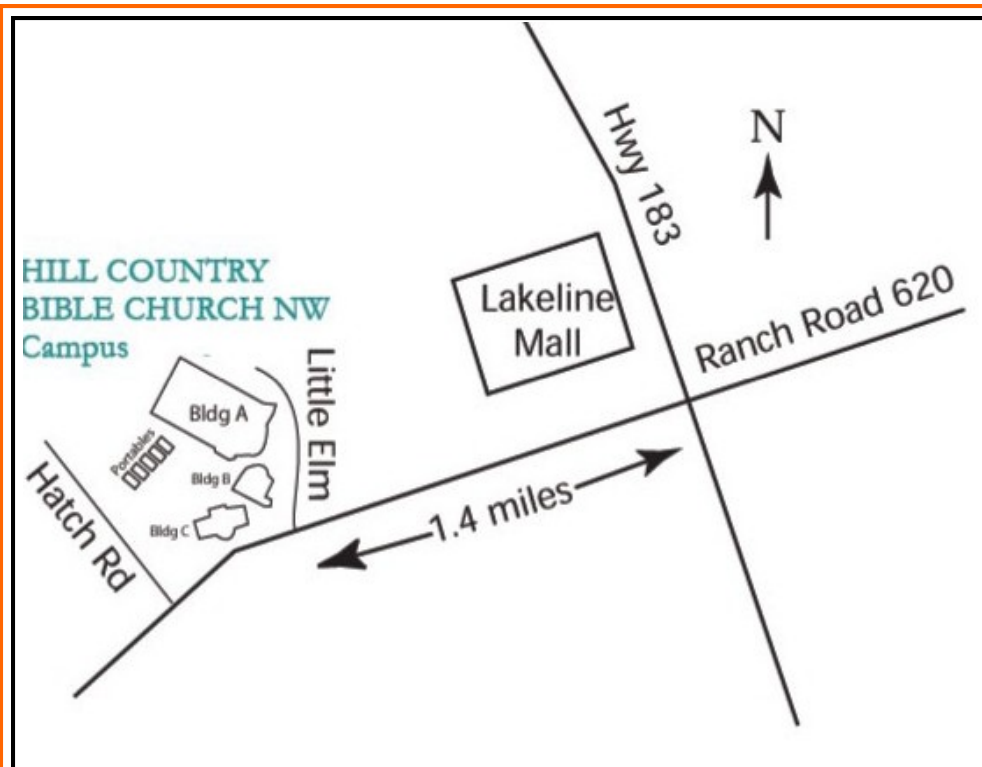 Hwy 183
N
HILL COUNTRY
BIBLE CHURCH NW
Campus
Lakeline
Mall
Ranch Road 620
Little Elm
Bldg A
Portables
Bldg B
Bldg C
Hatch Rd
1.4 miles